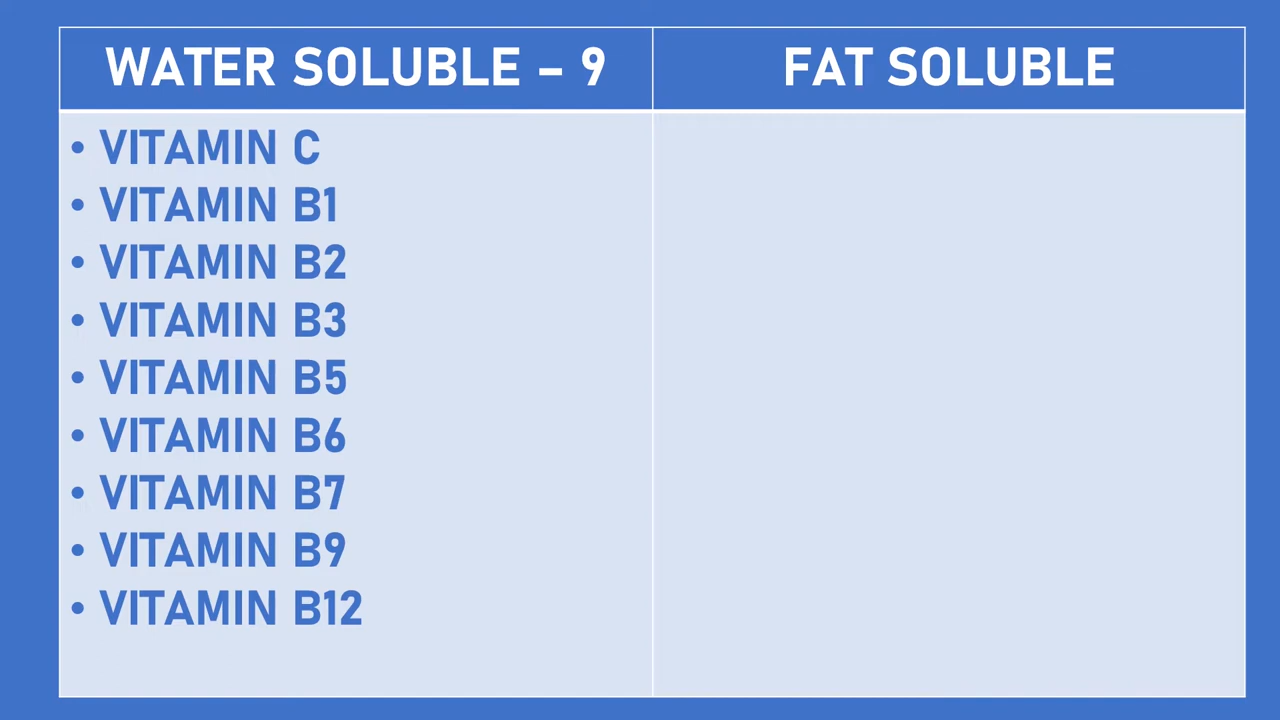 WATER SOLUBLE – 9
FAT SOLUBLE
• VITAMIN C
• VITAMIN B1
• VITAMIN B2
• VITAMIN B3
• VITAMIN B5
• VITAMIN B6
• VITAMIN B7
• VITAMIN B9
• VITAMIN B12